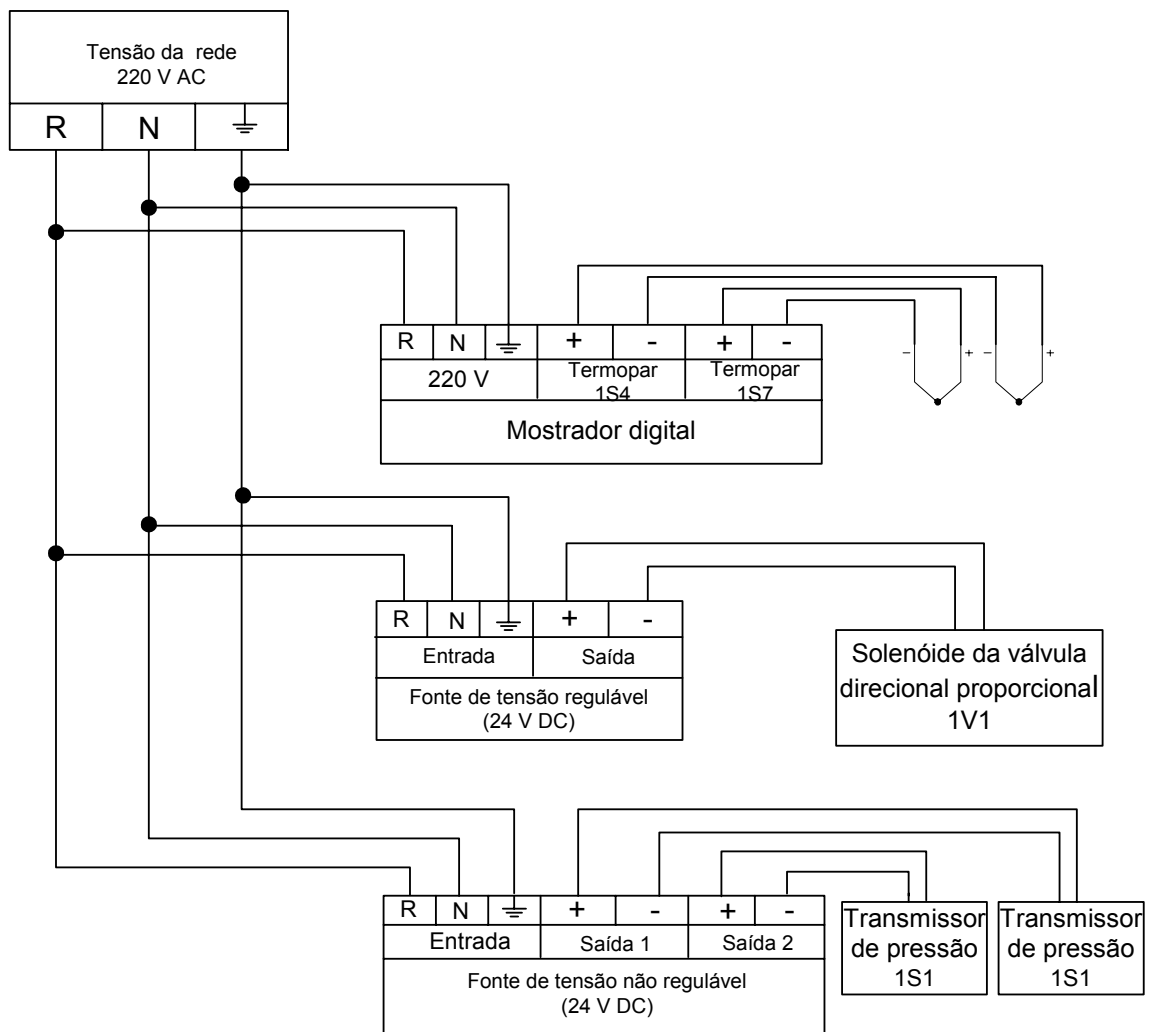 Tensão da rede
220 V AC
R N
R N + - + -
220 V Termopar 1S4 Termopar 1S7
- + - +
Mostrador digital
R N + -
Entrada Saída
Fonte de tensão regulável
(24 V DC)
Solenóide da válvula
direcional proporcional
1V1
R N + - + -
Entrada Saída 1 Saída 2
Fonte de tensão não regulável
(24 V DC)
Transmissor
de pressão
1S1
Transmissor
de pressão
1S1